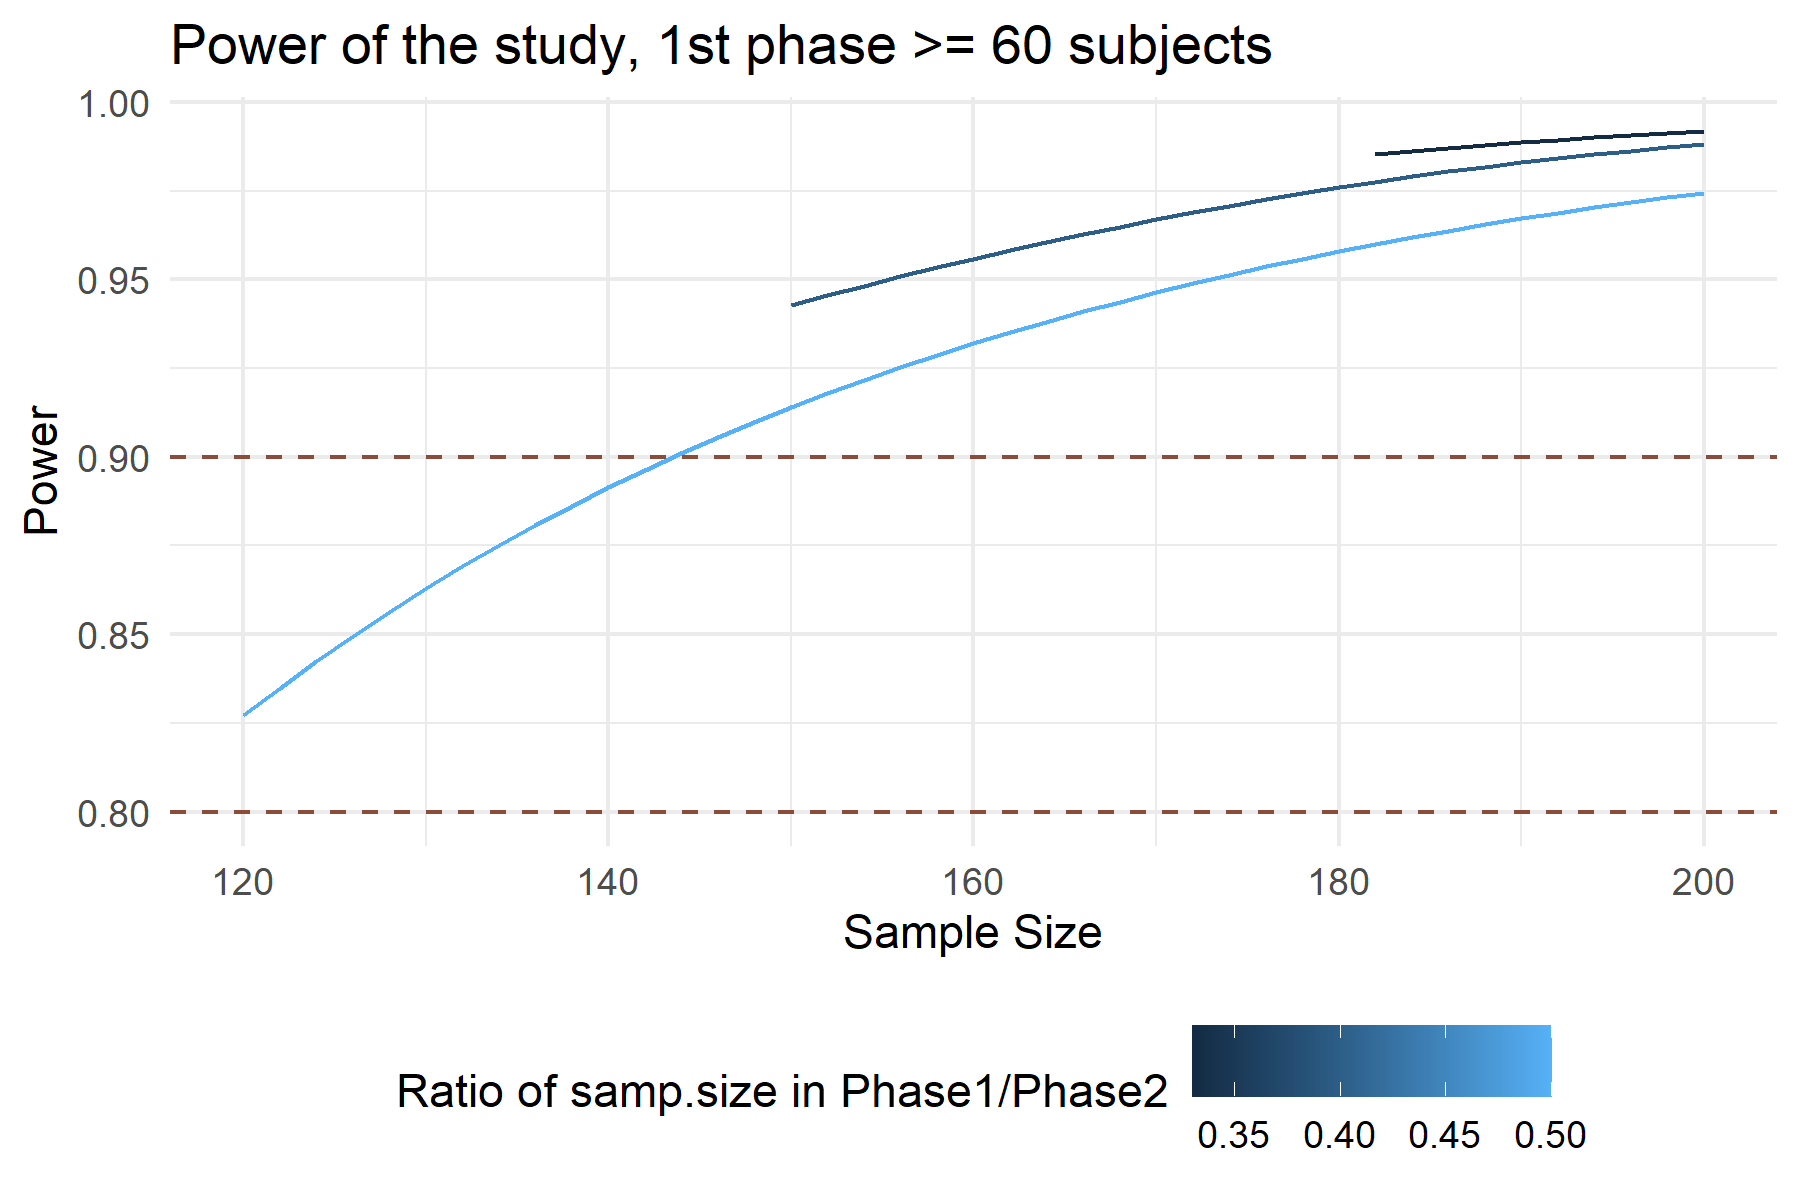 Power of the study, 1st phase >= 60 subjects
1.00
0.95
0.90
0.85
0.80
Power
120 140 160 180 200
Sample Size
Ratio of samp.size in Phase1/Phase2
0.35 0.40 0.45 0.50